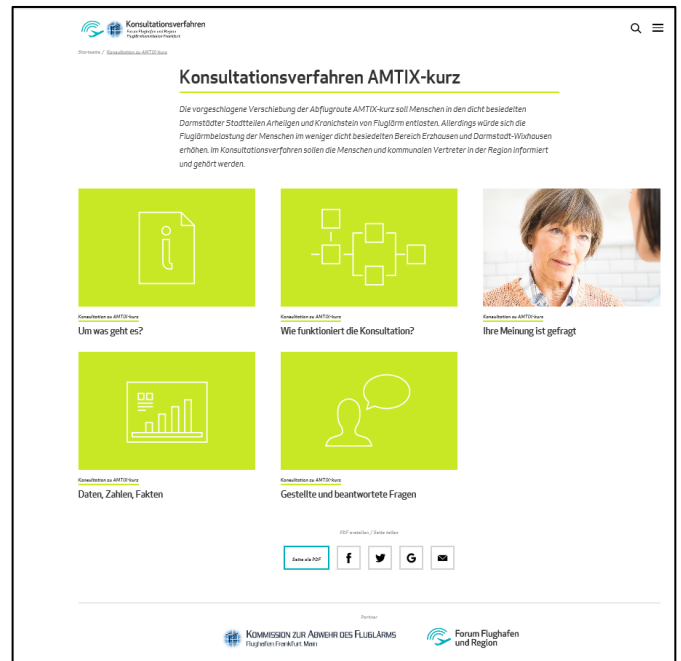 Konsultationsverfahren
Forum Flughafen und Region
Fluglärmkommission Frankfurt
Startseite / Konsultation zu AMTIX-kurz
Konsultationsverfahren AMTIX-kurz
Die vorgeschlagene Verschiebung der Abflugroute AMTIX-kurz soll Menschen in den dicht besiedelten
Darmstädter Stadtteilen Arheilgen und Kranichstein von Fluglärm entlasten. Allerdings würde sich die
Fluglärmbelastung der Menschen im weniger dicht besiedelten Bereich Erzhausen und Darmstadt-Wixhausen
erhöhen. Im Konsultationsverfahren sollen die Menschen und kommunalen Vertreter in der Region informiert
und gehört werden.
Konsultation zu AMTIX-kurz
Um was geht es?
Konsultation zu AMTIX-kurz
Wie funktioniert die Konsultation?
Konsultation zu AMTIX-kurz
Ihre Meinung ist gefragt
Konsultation zu AMTIX-kurz
Daten, Zahlen, Fakten
Konsultation zu AMTIX-kurz
Gestellte und beantwortete Fragen
PDF erstellen / Seite teilen
Seite als PDF
Partner
Kommission zur Abwehr des Fluglärms
Flughafen Frankfurt Main
Forum Flughafen
und Region